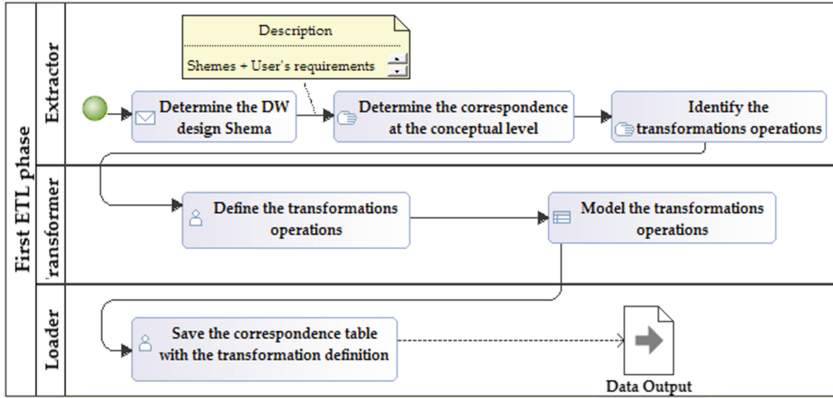 First ETL phase
Extractor
Description
Shemes + User's requirements
Determine the DW
design Shema
Determine the correspondence
at the conceptual level
Identify the
transformations operations
Transformer
Define the transformations
operations
Model the transformations
operations
Loader
Save the correspondence table
with the transformation definition
Data Output